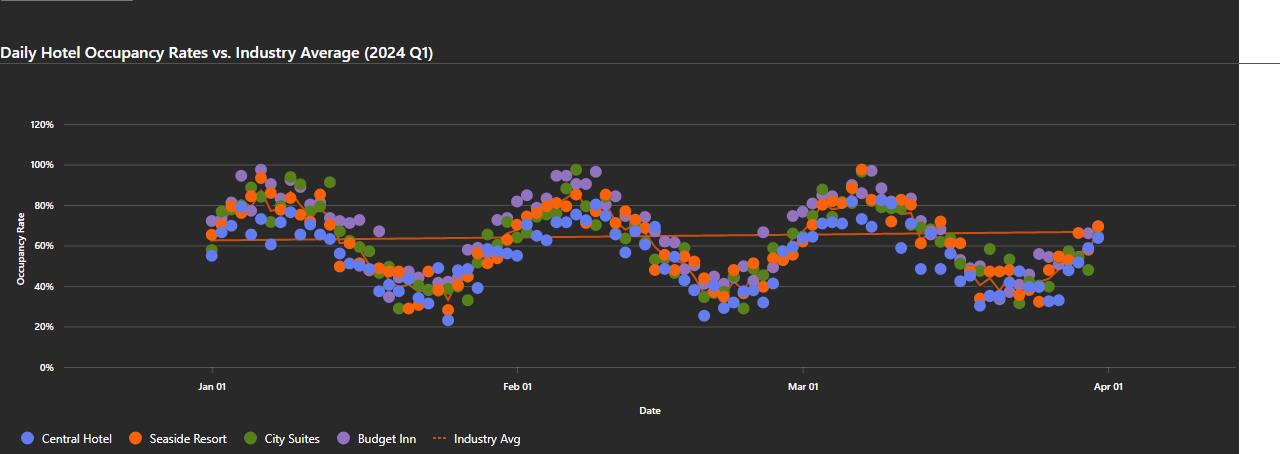 Daily Hotel Occupancy Rates vs. Industry Average (2024 Q1)
120%
100%
80%
60%
40%
20%
0%
Occupancy Rate
Jan 01
Feb 01
Mar 01
Apr 01
Date
Central Hotel
Seaside Resort
City Suites
Budget Inn
Industry Avg